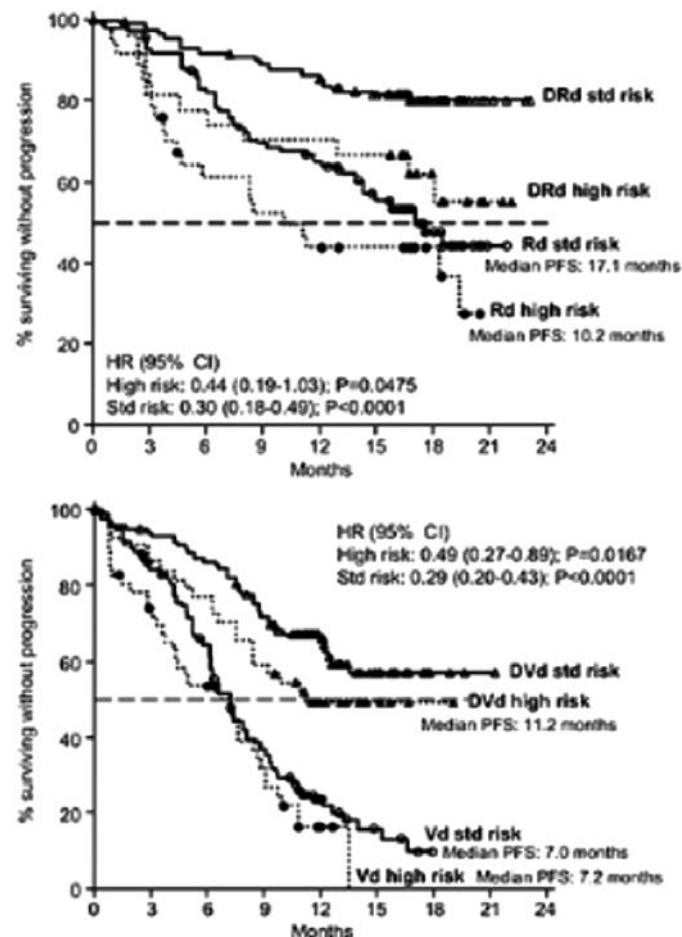 % surviving without progression
100
80
60
40
20
0
DRd std risk
DRd high risk
Rd std risk
Median PFS: 17.1 months
Rd high risk
Median PFS: 10.2 months
HR (95% CI)
High risk: 0.44 (0.19-1.03); P=0.0475
Std risk: 0.30 (0.18-0.49); P<0.0001
0 3 6 9 12 15 18 21 24
Months
% surviving without progression
100
80
60
40
20
0
HR (95% CI)
High risk: 0.49 (0.27-0.89); P=0.0167
Std risk: 0.29 (0.20-0.43); P<0.0001
DVd std risk
DVd high risk
Median PFS: 11.2 months
Vd std risk
Median PFS: 7.0 months
Vd high risk Median PFS: 7.2 months
0 3 6 9 12 15 18 21 24
Months